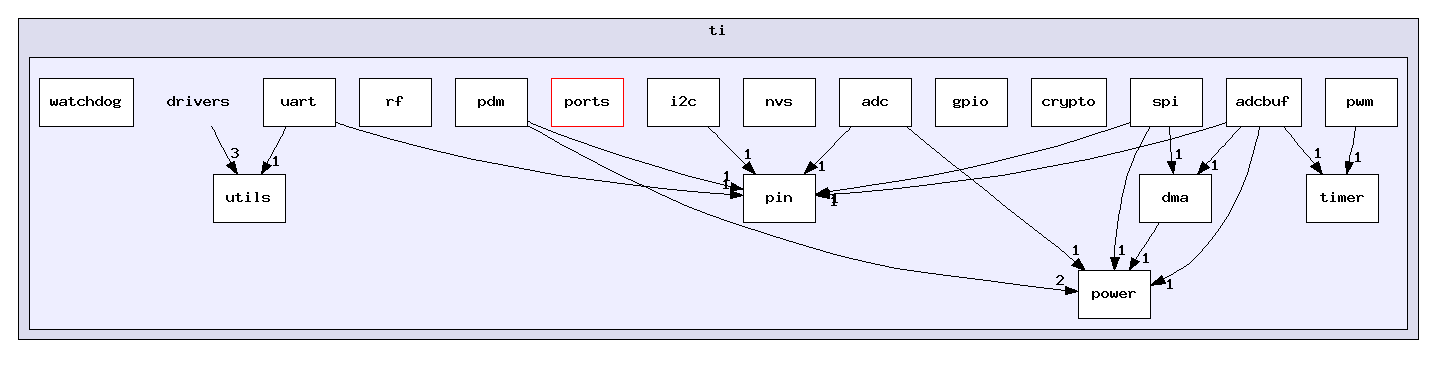 ti
watchdog
drivers
uart
rf
pdm
ports
i2c
nvs
adc
gpio
crypto
spi
adcbuf
pwm
3
1
1
1
1
1
1
1
1
1
1
utils
pin
dma
timer
1
1
1
1
2
1
power